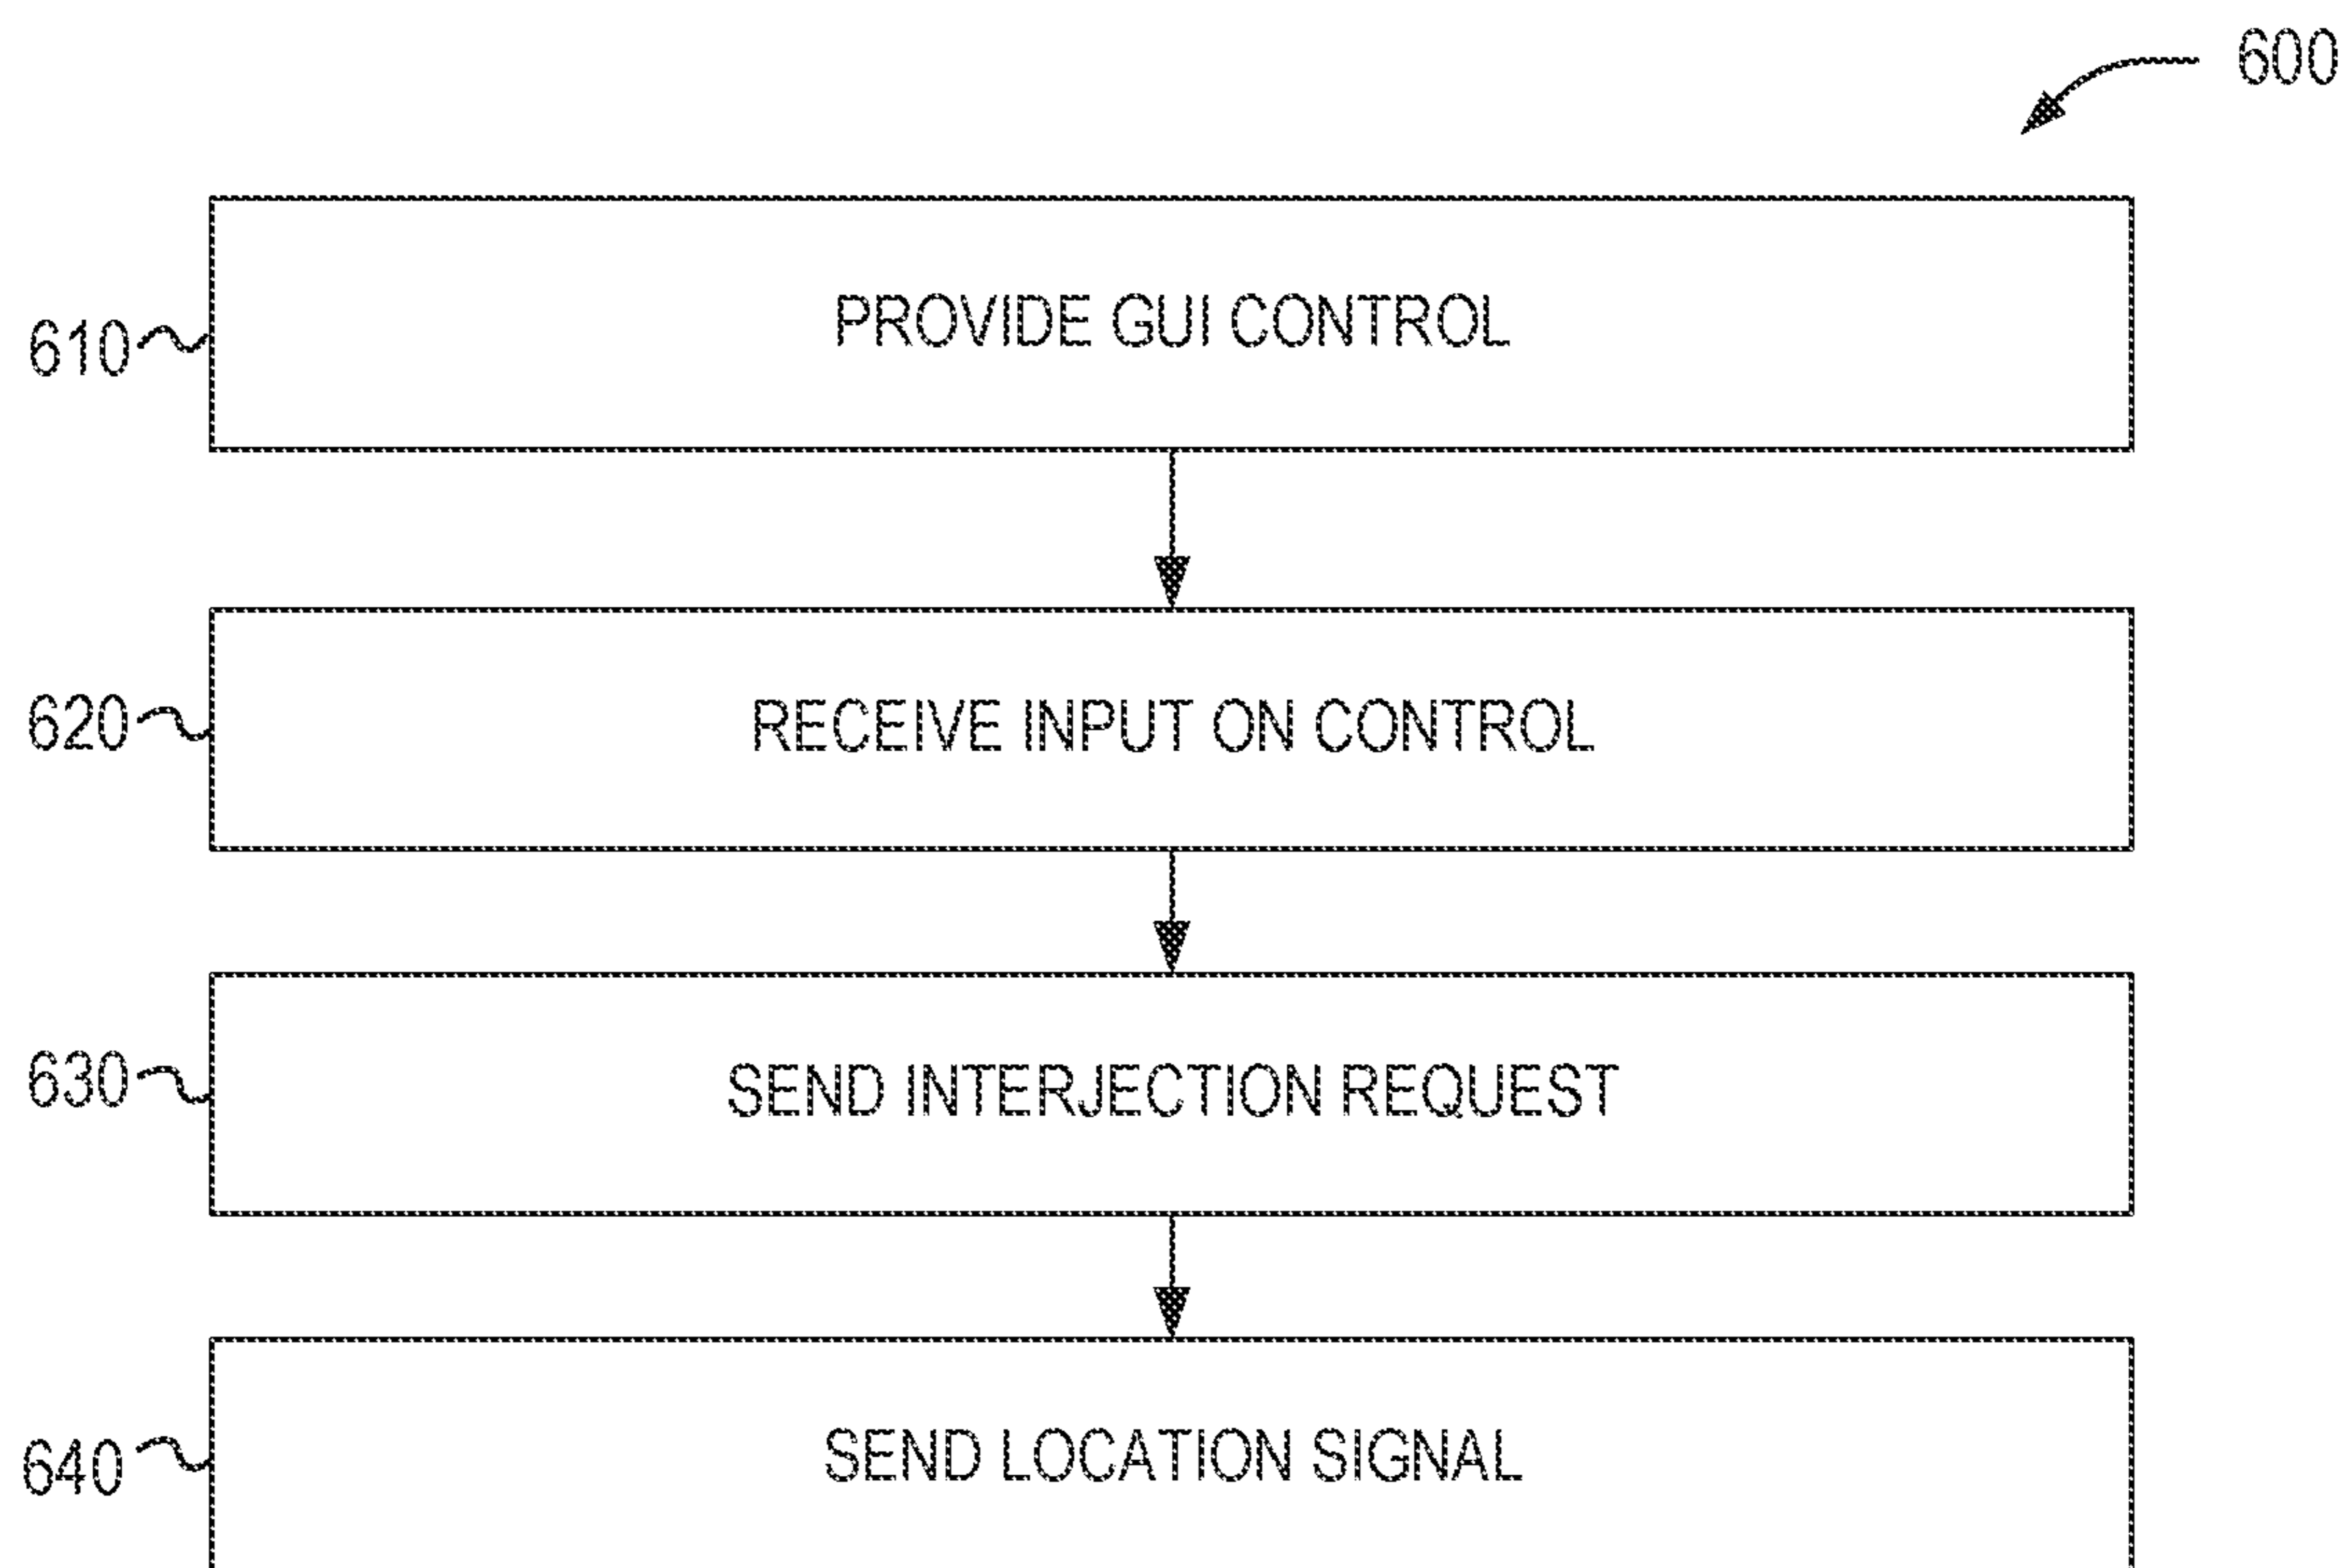 600
610
PROVIDE GUI CONTROL
620
RECEIVE INPUT ON CONTROL
630
SEND INTERJECTION REQUEST
640
SEND LOCATION SIGNAL